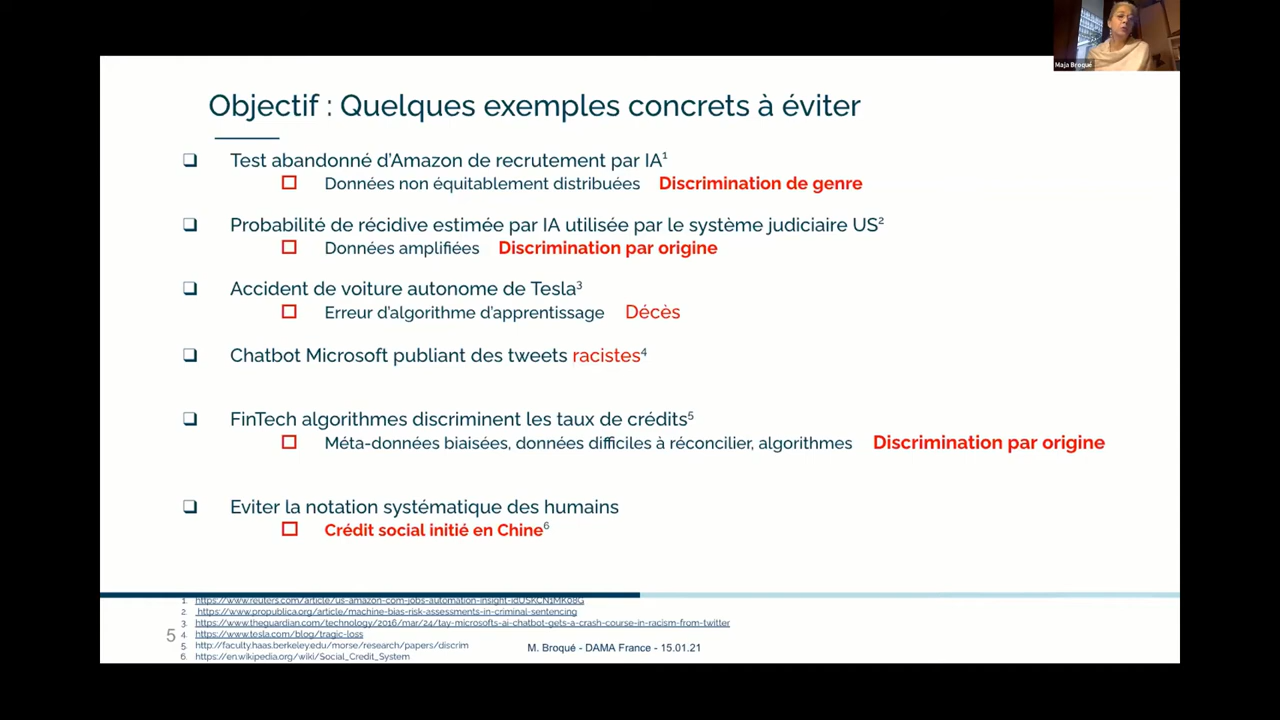 Maja Broqué
Objectif : Quelques exemples concrets à éviter
❑ Test abandonné d'Amazon de recrutement par IA¹
Données non équitablement distribuées Discrimination de genre
❑ Probabilité de récidive estimée par IA utilisée par le système judiciaire US²
Données amplifiées Discrimination par origine
❑ Accident de voiture autonome de Tesla³
Erreur d'algorithme d'apprentissage Décès
❑ Chatbot Microsoft publiant des tweets racistes⁴
❑ FinTech algorithmes discriminent les taux de crédits⁵
Méta-données biaisées, données difficiles à réconcilier, algorithmes Discrimination par origine
❑ Eviter la notation systématique des humains
Crédit social initié en Chine⁶
1. https://www.reuters.com/article/us-amazon-com-jobs-automation-insight-idUSKCN1MK08G
2. https://www.propublica.org/article/machine-bias-risk-assessments-in-criminal-sentencing
3. https://www.theguardian.com/technology/2016/mar/24/tay-microsofts-ai-chatbot-gets-a-crash-course-in-racism-from-twitter
4. https://www.tesla.com/blog/tragic-loss
5. http://faculty.haas.berkeley.edu/morse/research/papers/discrim
6. https://en.wikipedia.org/wiki/Social_Credit_System
5
M. Broqué - DAMA France - 15.01.21